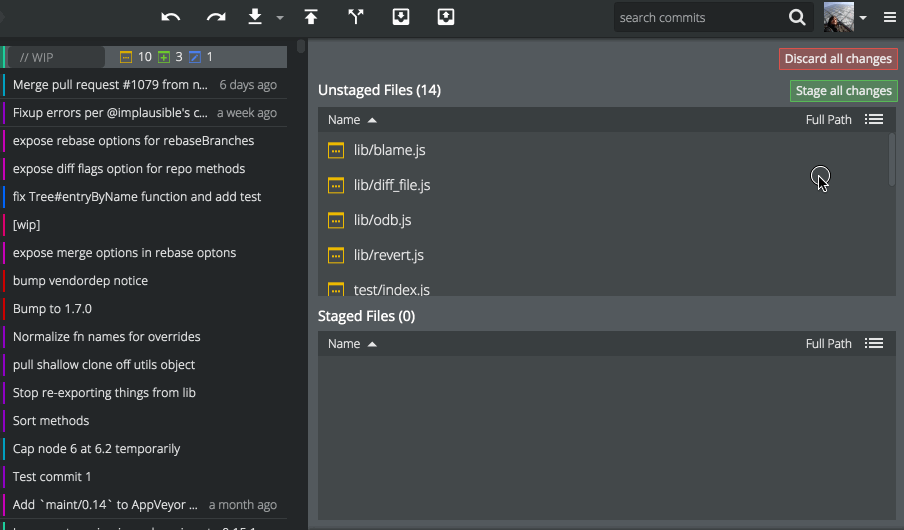 search commits
// WIP 10 3 1
Merge pull request #1079 from n... 6 days ago
Fixup errors per @implausible's c... a week ago
expose rebase options for rebaseBranches
expose diff flags option for repo methods
fix Tree#entryByName function and add test
[wip]
expose merge options in rebase optons
bump vendordep notice
Bump to 1.7.0
Normalize fn names for overrides
pull shallow clone off utils object
Stop re-exporting things from lib
Sort methods
Cap node 6 at 6.2 temporarily
Test commit 1
Add `maint/0.14` to AppVeyor ... a month ago
Discard all changes
Unstaged Files (14)
Stage all changes
Name Full Path
lib/blame.js
lib/diff_file.js
lib/odb.js
lib/revert.js
test/index.js
Staged Files (0)
Name Full Path